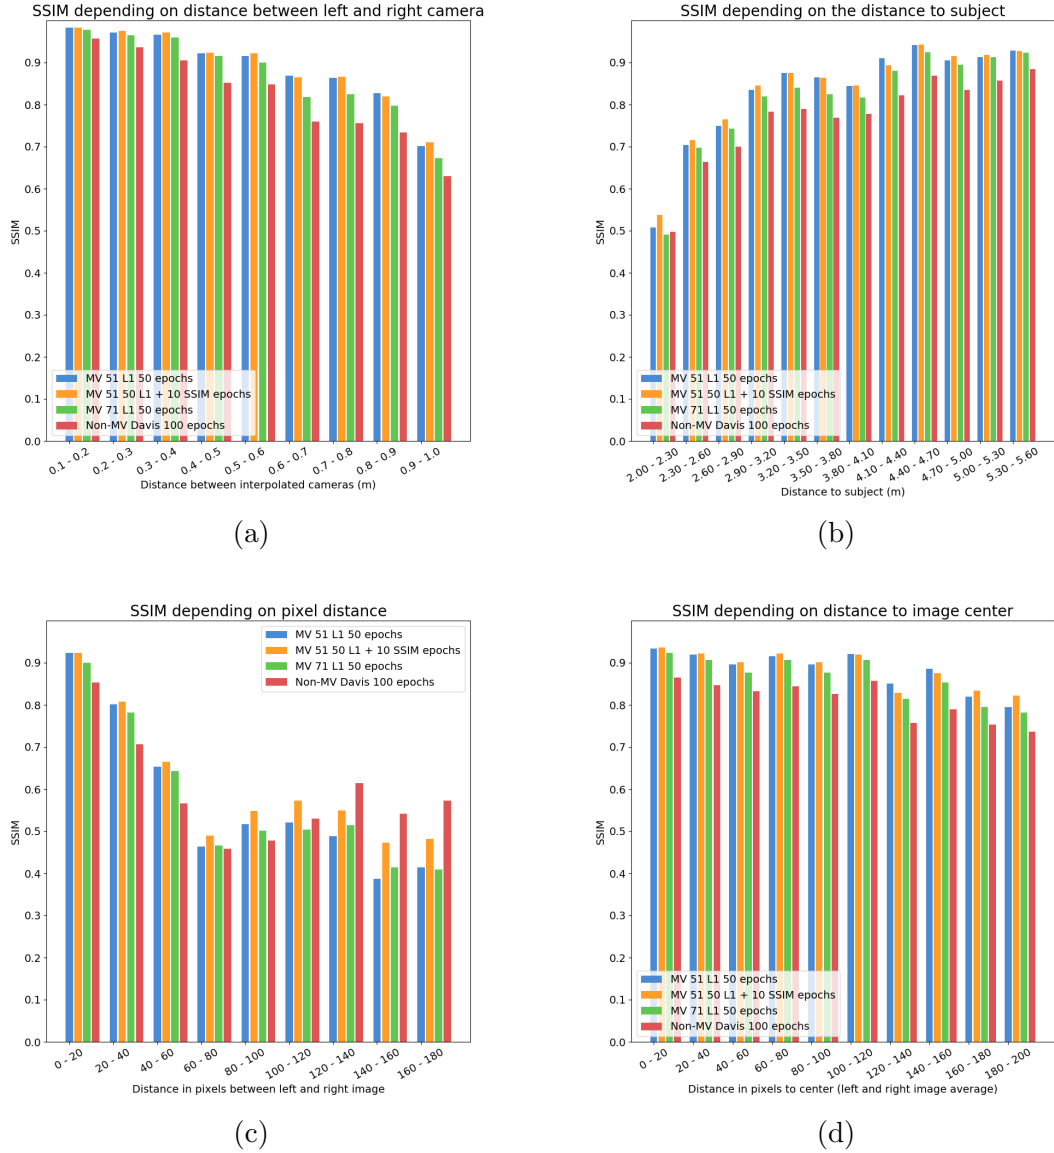 SSIM depending on distance between left and right camera
0.9
0.8
0.7
0.6
SSIM
0.5
0.4
0.3
0.2
0.1
0.0
MV 51 L1 50 epochs
MV 51 50 L1 + 10 SSIM epochs
MV 71 L1 50 epochs
Non-MV Davis 100 epochs
0.1 - 0.2
0.2 - 0.3
0.3 - 0.4
0.4 - 0.5
0.5 - 0.6
0.6 - 0.7
0.7 - 0.8
0.8 - 0.9
0.9 - 1.0
Distance between interpolated cameras (m)
(a)
SSIM depending on the distance to subject
0.9
0.8
0.7
0.6
SSIM
0.5
0.4
0.3
0.2
0.1
0.0
MV 51 L1 50 epochs
MV 51 50 L1 + 10 SSIM epochs
MV 71 L1 50 epochs
Non-MV Davis 100 epochs
2.00 - 2.30
2.30 - 2.60
2.60 - 2.90
2.90 - 3.20
3.20 - 3.50
3.50 - 3.80
3.80 - 4.10
4.10 - 4.40
4.40 - 4.70
4.70 - 5.00
5.00 - 5.30
5.30 - 5.60
Distance to subject (m)
(b)
SSIM depending on pixel distance
0.9
0.8
0.7
0.6
SSIM
0.5
0.4
0.3
0.2
0.1
0.0
MV 51 L1 50 epochs
MV 51 50 L1 + 10 SSIM epochs
MV 71 L1 50 epochs
Non-MV Davis 100 epochs
0 - 20
20 - 40
40 - 60
60 - 80
80 - 100
100 - 120
120 - 140
140 - 160
160 - 180
Distance in pixels between left and right image
(c)
SSIM depending on distance to image center
0.9
0.8
0.7
0.6
SSIM
0.5
0.4
0.3
0.2
0.1
0.0
MV 51 L1 50 epochs
MV 51 50 L1 + 10 SSIM epochs
MV 71 L1 50 epochs
Non-MV Davis 100 epochs
0 - 20
20 - 40
40 - 60
60 - 80
80 - 100
100 - 120
120 - 140
140 - 160
160 - 180
180 - 200
Distance in pixels to center (left and right image average)
(d)